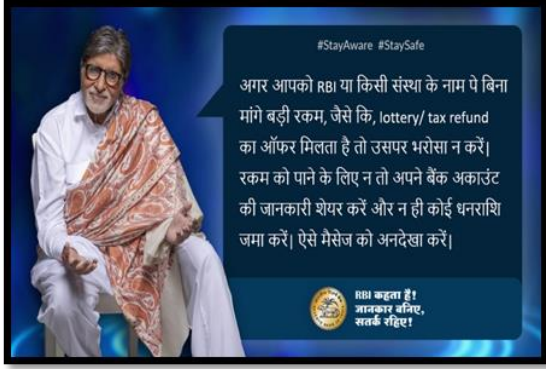 #StayAware #StaySafe
अगर आपको RBI या किसी संस्था के नाम पे बिना
मांगे बड़ी रकम, जैसे कि, lottery/ tax refund
का ऑफर मिलता है तो उसपर भरोसा न करें|
रकम को पाने के लिए न तो अपने बैंक अकाउंट
की जानकारी शेयर करें और न ही कोई धनराशि
जमा करें| ऐसे मैसेज को अनदेखा करें|
RBI कहता है!
जानकार बनिए,
सतर्क रहिए!